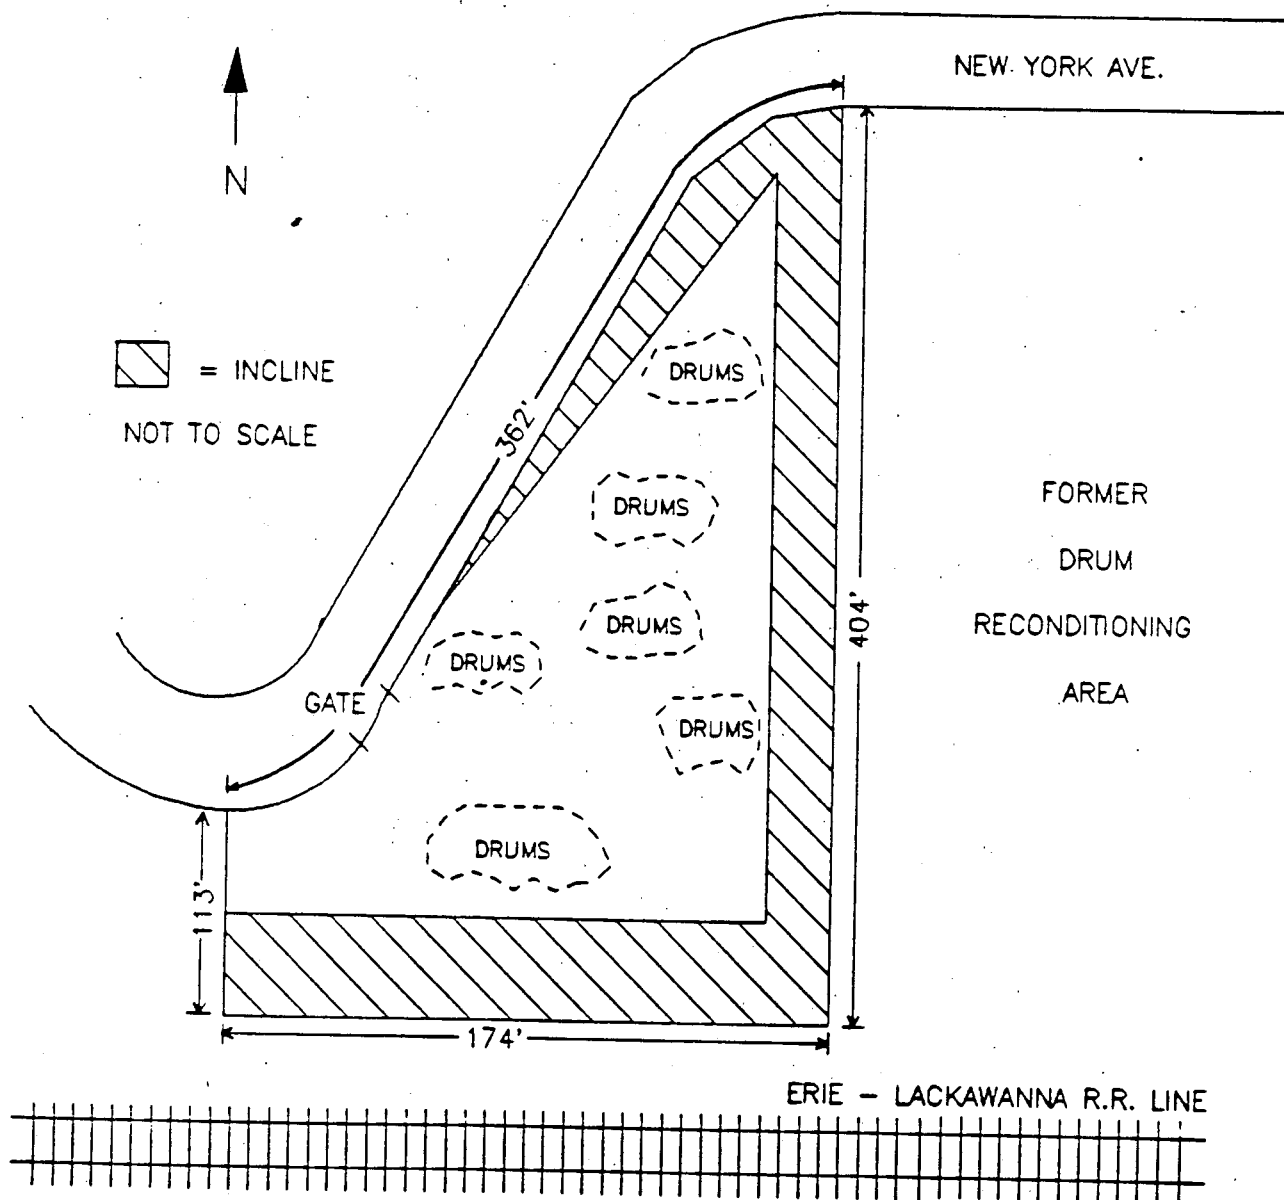 NEW YORK AVE.
N
= INCLINE
NOT TO SCALE
362'
DRUMS
DRUMS
DRUMS
DRUMS
DRUMS
DRUMS
GATE
FORMER
DRUM
RECONDITIONING
AREA
404'
113'
174'
ERIE - LACKAWANNA R.R. LINE